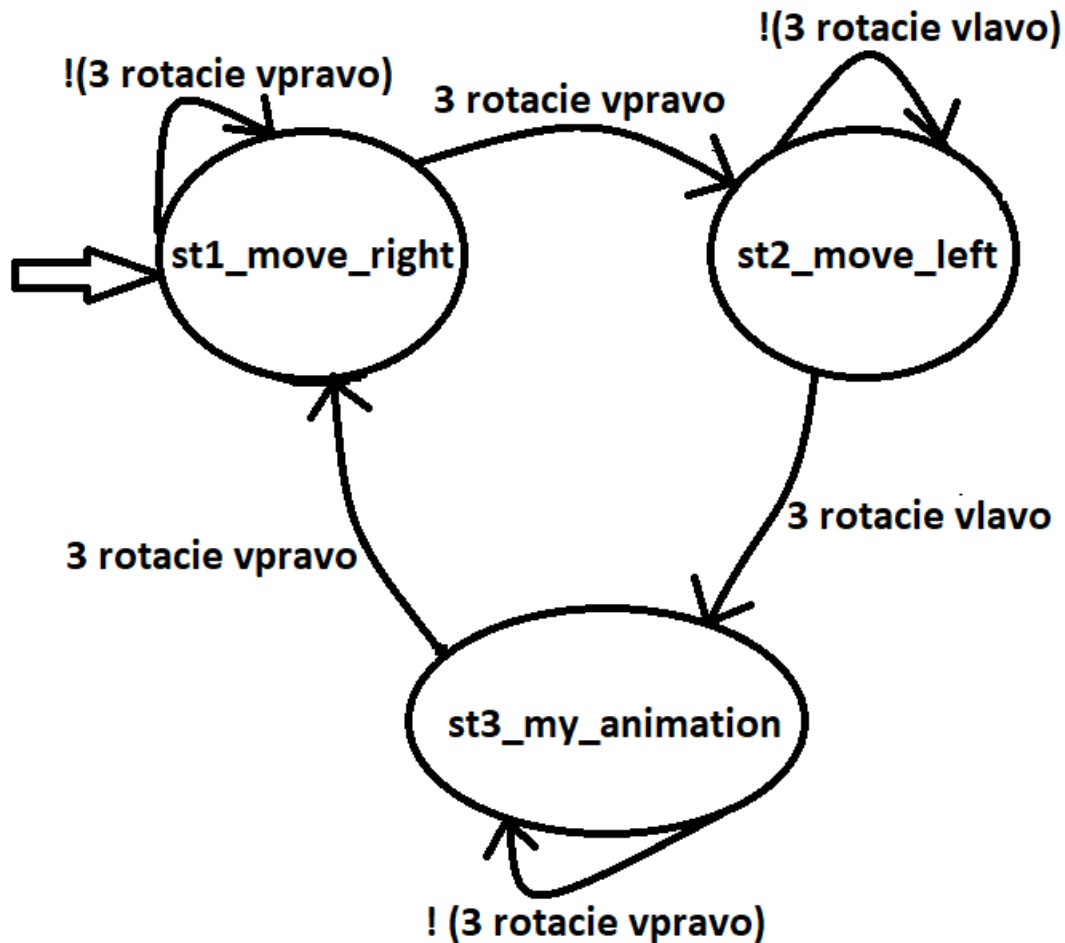 !(3 rotacie vlavo)
!(3 rotacie vpravo)
3 rotacie vpravo
st1_move_right
st2_move_left
3 rotacie vlavo
3 rotacie vpravo
st3_my_animation
! (3 rotacie vpravo)